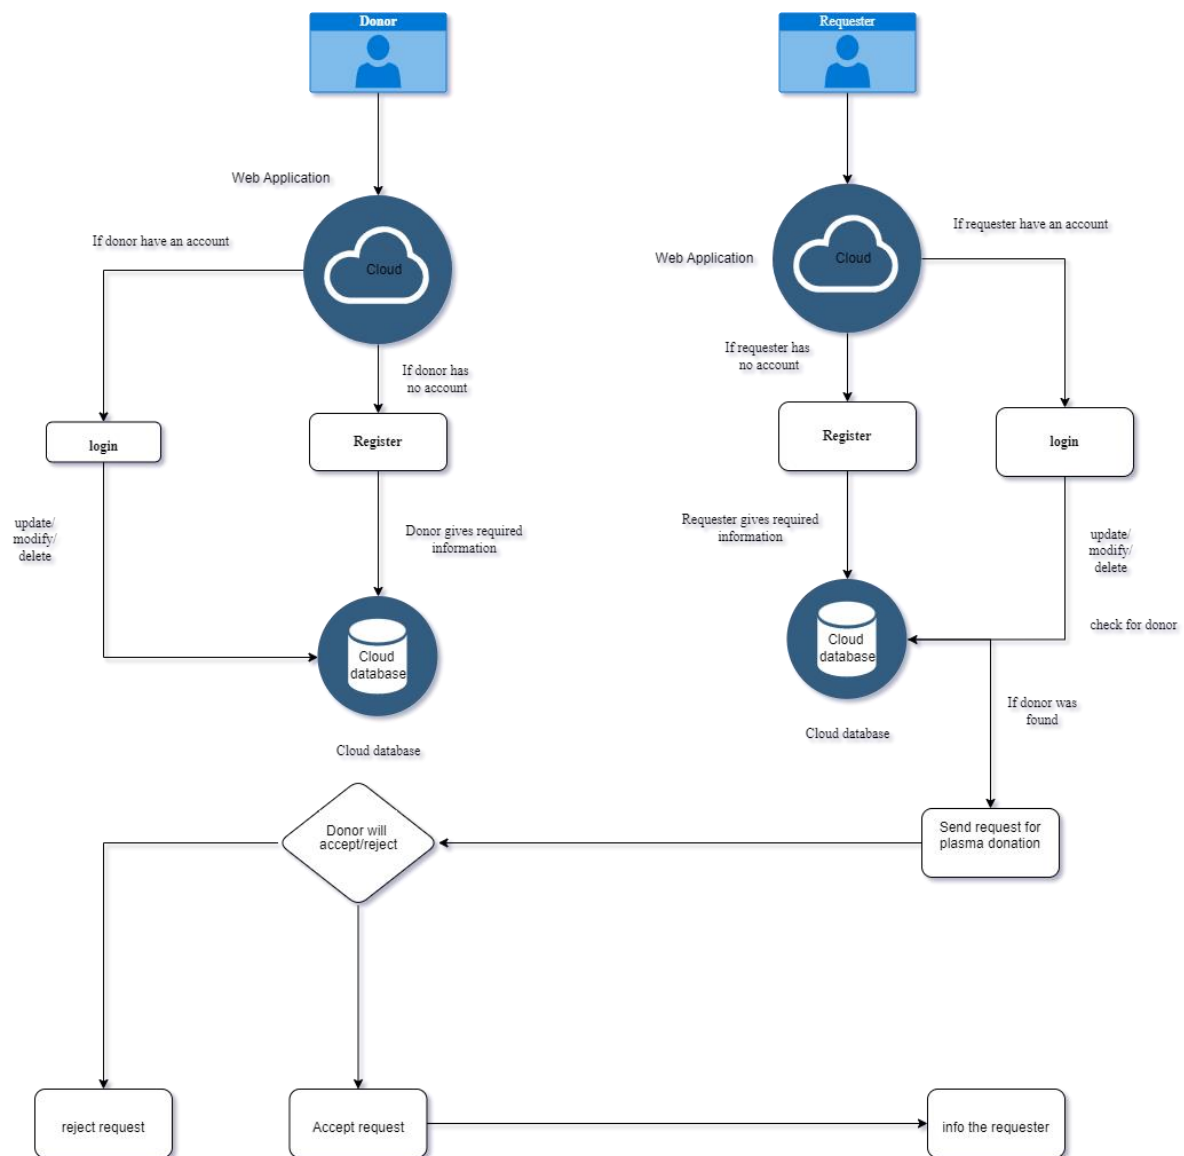 Donor
Requester
Web Application
If donor have an account
Cloud
If requester have an account
Web Application
Cloud
If donor has
no account
If requester has
no account
login
Register
Register
login
update/
modify/
delete
Donor gives required
information
Requester gives required
information
update/
modify/
delete
check for donor
Cloud
database
Cloud
database
If donor was
found
Cloud database
Cloud database
Donor will
accept/reject
Send request for
plasma donation
reject request
Accept request
info the requester